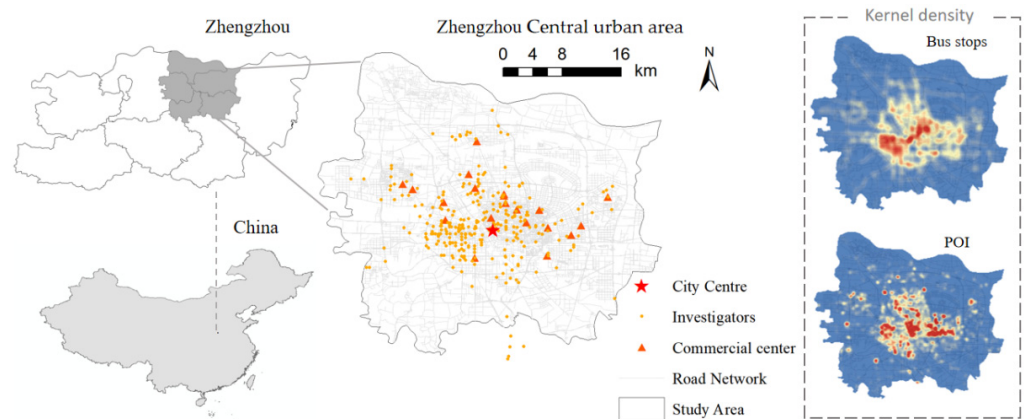 Zhengzhou
Zhengzhou Central urban area
0 4 8 16
km
N
China
City Centre
Investigators
Commercial center
Road Network
Study Area
Kernel density
Bus stops
POI